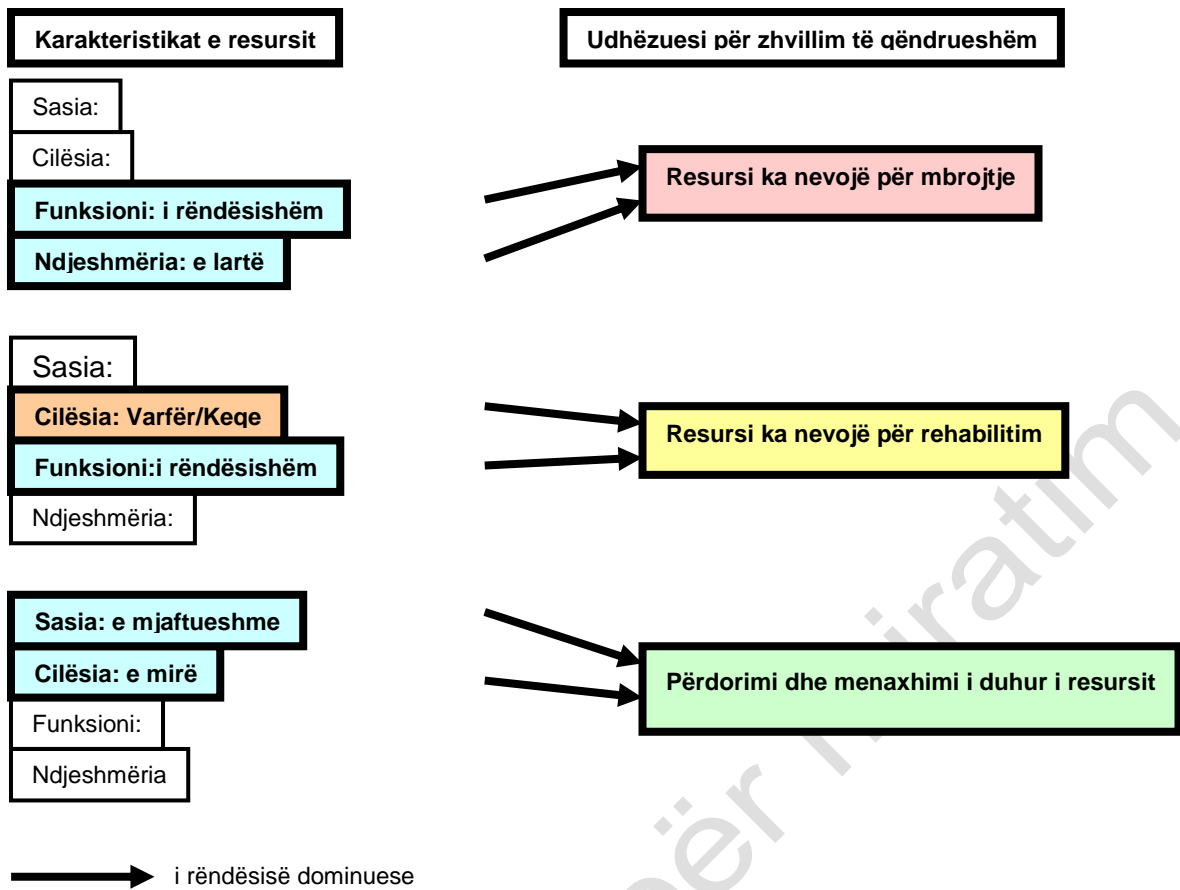 Karakteristikat e resursit
Udhëzuesi për zhvillim të qëndrueshëm
Sasia:
Cilësia:
Funksioni: i rëndësishëm
Ndjeshmëria: e lartë
Resursi ka nevojë për mbrojtje
Sasia:
Cilësia: Varfër/Keqe
Funksioni:i rëndësishëm
Ndjeshmëria:
Resursi ka nevojë për rehabilitim
Sasia: e mjaftueshme
Cilësia: e mirë
Funksioni:
Ndjeshmëria
Përdorimi dhe menaxhimi i duhur i resursit
i rëndësisë dominuese
për miratim